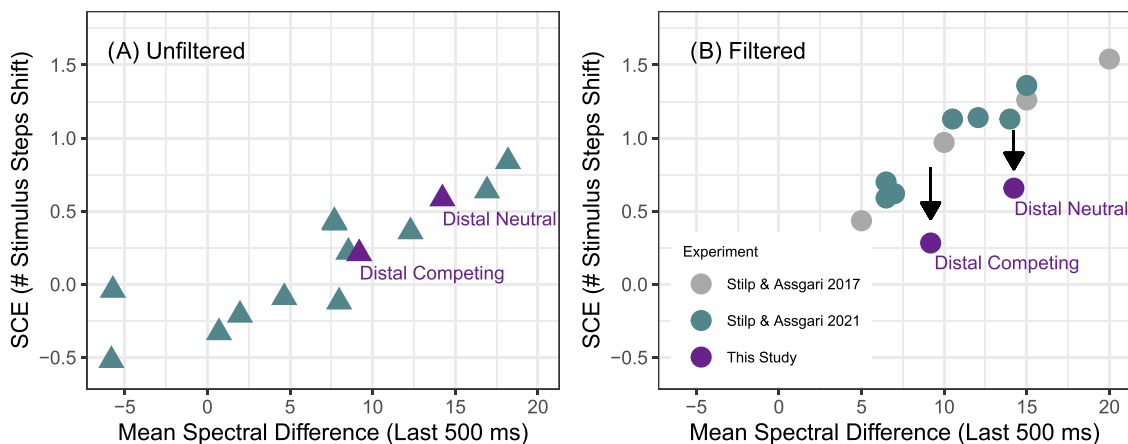 (A) Unfiltered
SCE (# Stimulus Steps Shift)
1.5
1.0
0.5
0.0
−0.5
Distal Neutral
Distal Competing
−5 0 5 10 15 20
Mean Spectral Difference (Last 500 ms)
(B) Filtered
SCE (# Stimulus Steps Shift)
1.5
1.0
0.5
0.0
−0.5
Distal Neutral
Distal Competing
Experiment
Stilp & Assgari 2017
Stilp & Assgari 2021
This Study
−5 0 5 10 15 20
Mean Spectral Difference (Last 500 ms)